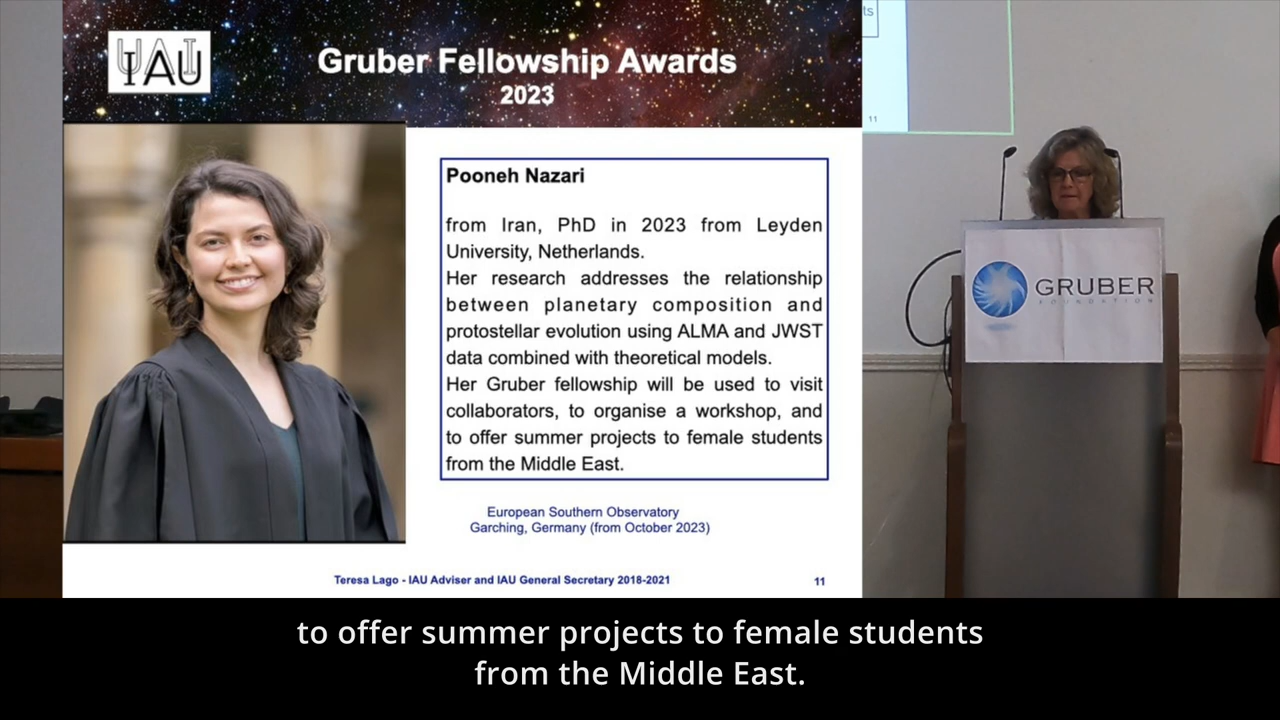 IAU
Gruber Fellowship Awards
2023
Pooneh Nazari
from Iran, PhD in 2023 from Leyden
University, Netherlands.
Her research addresses the relationship
between planetary composition and
protostellar evolution using ALMA and JWST
data combined with theoretical models.
Her Gruber fellowship will be used to visit
collaborators, to organise a workshop, and
to offer summer projects to female students
from the Middle East.
European Southern Observatory
Garching, Germany (from October 2023)
Teresa Lago - IAU Adviser and IAU General Secretary 2018-2021
11
11
GRUBER
FOUNDATION
to offer summer projects to female students
from the Middle East.